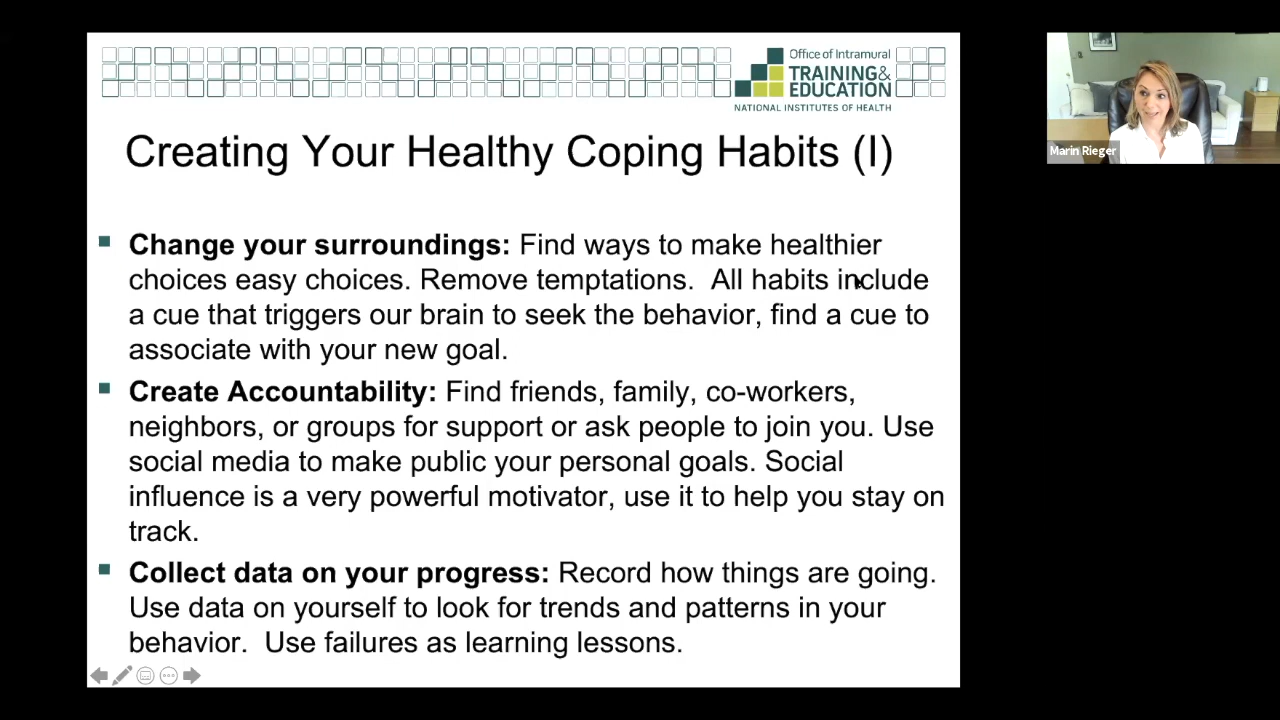 Office of Intramural
TRAINING&
EDUCATION
NATIONAL INSTITUTES OF HEALTH
Marin Rieger
Creating Your Healthy Coping Habits (I)
Change your surroundings: Find ways to make healthier
choices easy choices. Remove temptations.  All habits include
a cue that triggers our brain to seek the behavior, find a cue to
associate with your new goal.
Create Accountability: Find friends, family, co-workers,
neighbors, or groups for support or ask people to join you. Use
social media to make public your personal goals. Social
influence is a very powerful motivator, use it to help you stay on
track.
Collect data on your progress: Record how things are going.
Use data on yourself to look for trends and patterns in your
behavior.  Use failures as learning lessons.